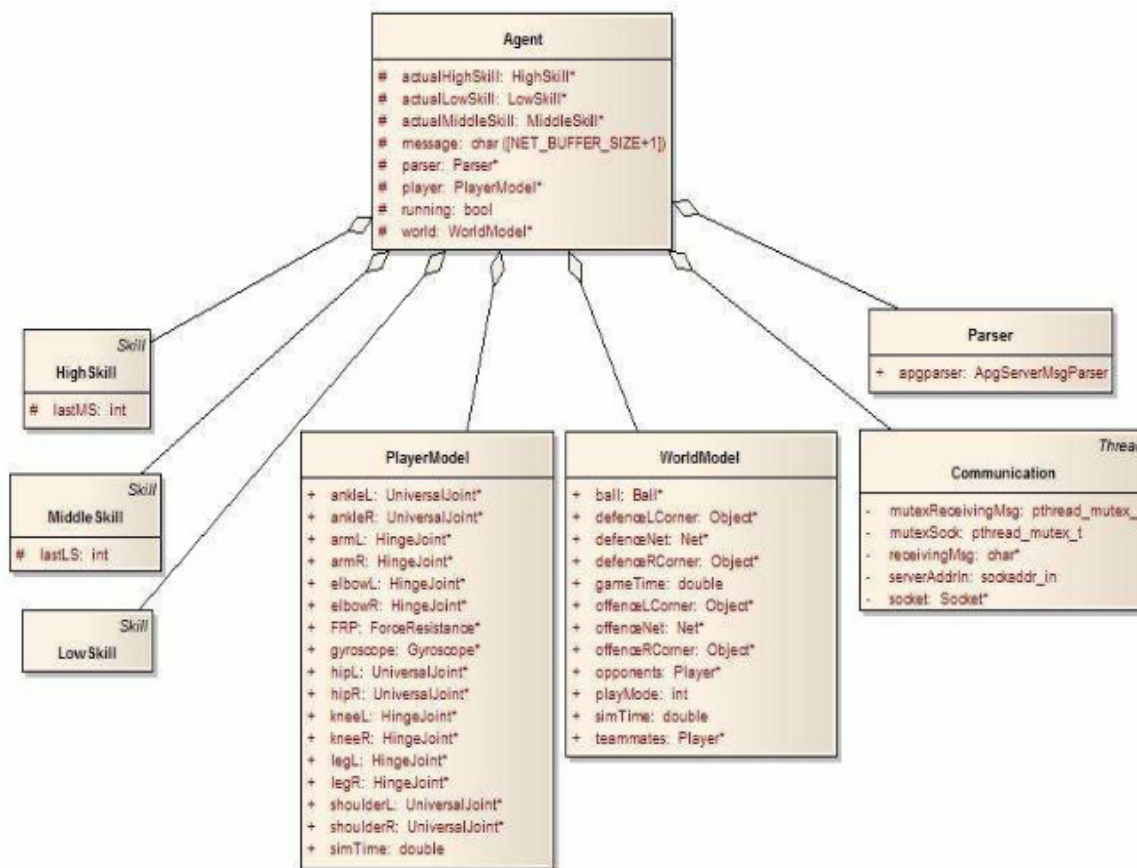 Agent
# actualHighSkill: HighSkill*
# actualLowSkill: LowSkill*
# actualMiddleSkill: MiddleSkill*
# message: char ([NET_BUFFER_SIZE+1])
# parser: Parser*
# player: PlayerModel*
# running: bool
# world: WorldModel*
Skill
HighSkill
# lastMS: int
Skill
MiddleSkill
# lastLS: int
Skill
LowSkill
PlayerModel
+ ankleL: UniversalJoint*
+ ankleR: UniversalJoint*
+ armL: HingeJoint*
+ armR: HingeJoint*
+ elbowL: HingeJoint*
+ elbowR: HingeJoint*
+ FRP: ForceResistance*
+ gyroscope: Gyroscope*
+ hipL: UniversalJoint*
+ hipR: UniversalJoint*
+ kneeL: HingeJoint*
+ kneeR: HingeJoint*
+ legL: HingeJoint*
+ legR: HingeJoint*
+ shoulderL: UniversalJoint*
+ shoulderR: UniversalJoint*
+ simTime: double
WorldModel
+ ball: Ball*
+ defenceLCorner: Object*
+ defenceNet: Net*
+ defenceRCorner: Object*
+ gameTime: double
+ offenceLCorner: Object*
+ offenceNet: Net*
+ offenceRCorner: Object*
+ opponents: Player*
+ playMode: int
+ simTime: double
+ teammates: Player*
Parser
+ apgparser: ApgServerMsgParser
Thread
Communication
- mutexReceivingMsg: pthread_mutex_
- mutexSock: pthread_mutex_t
- receivingMsg: char*
- serverAddrIn: sockaddr_in
- socket: Socket*